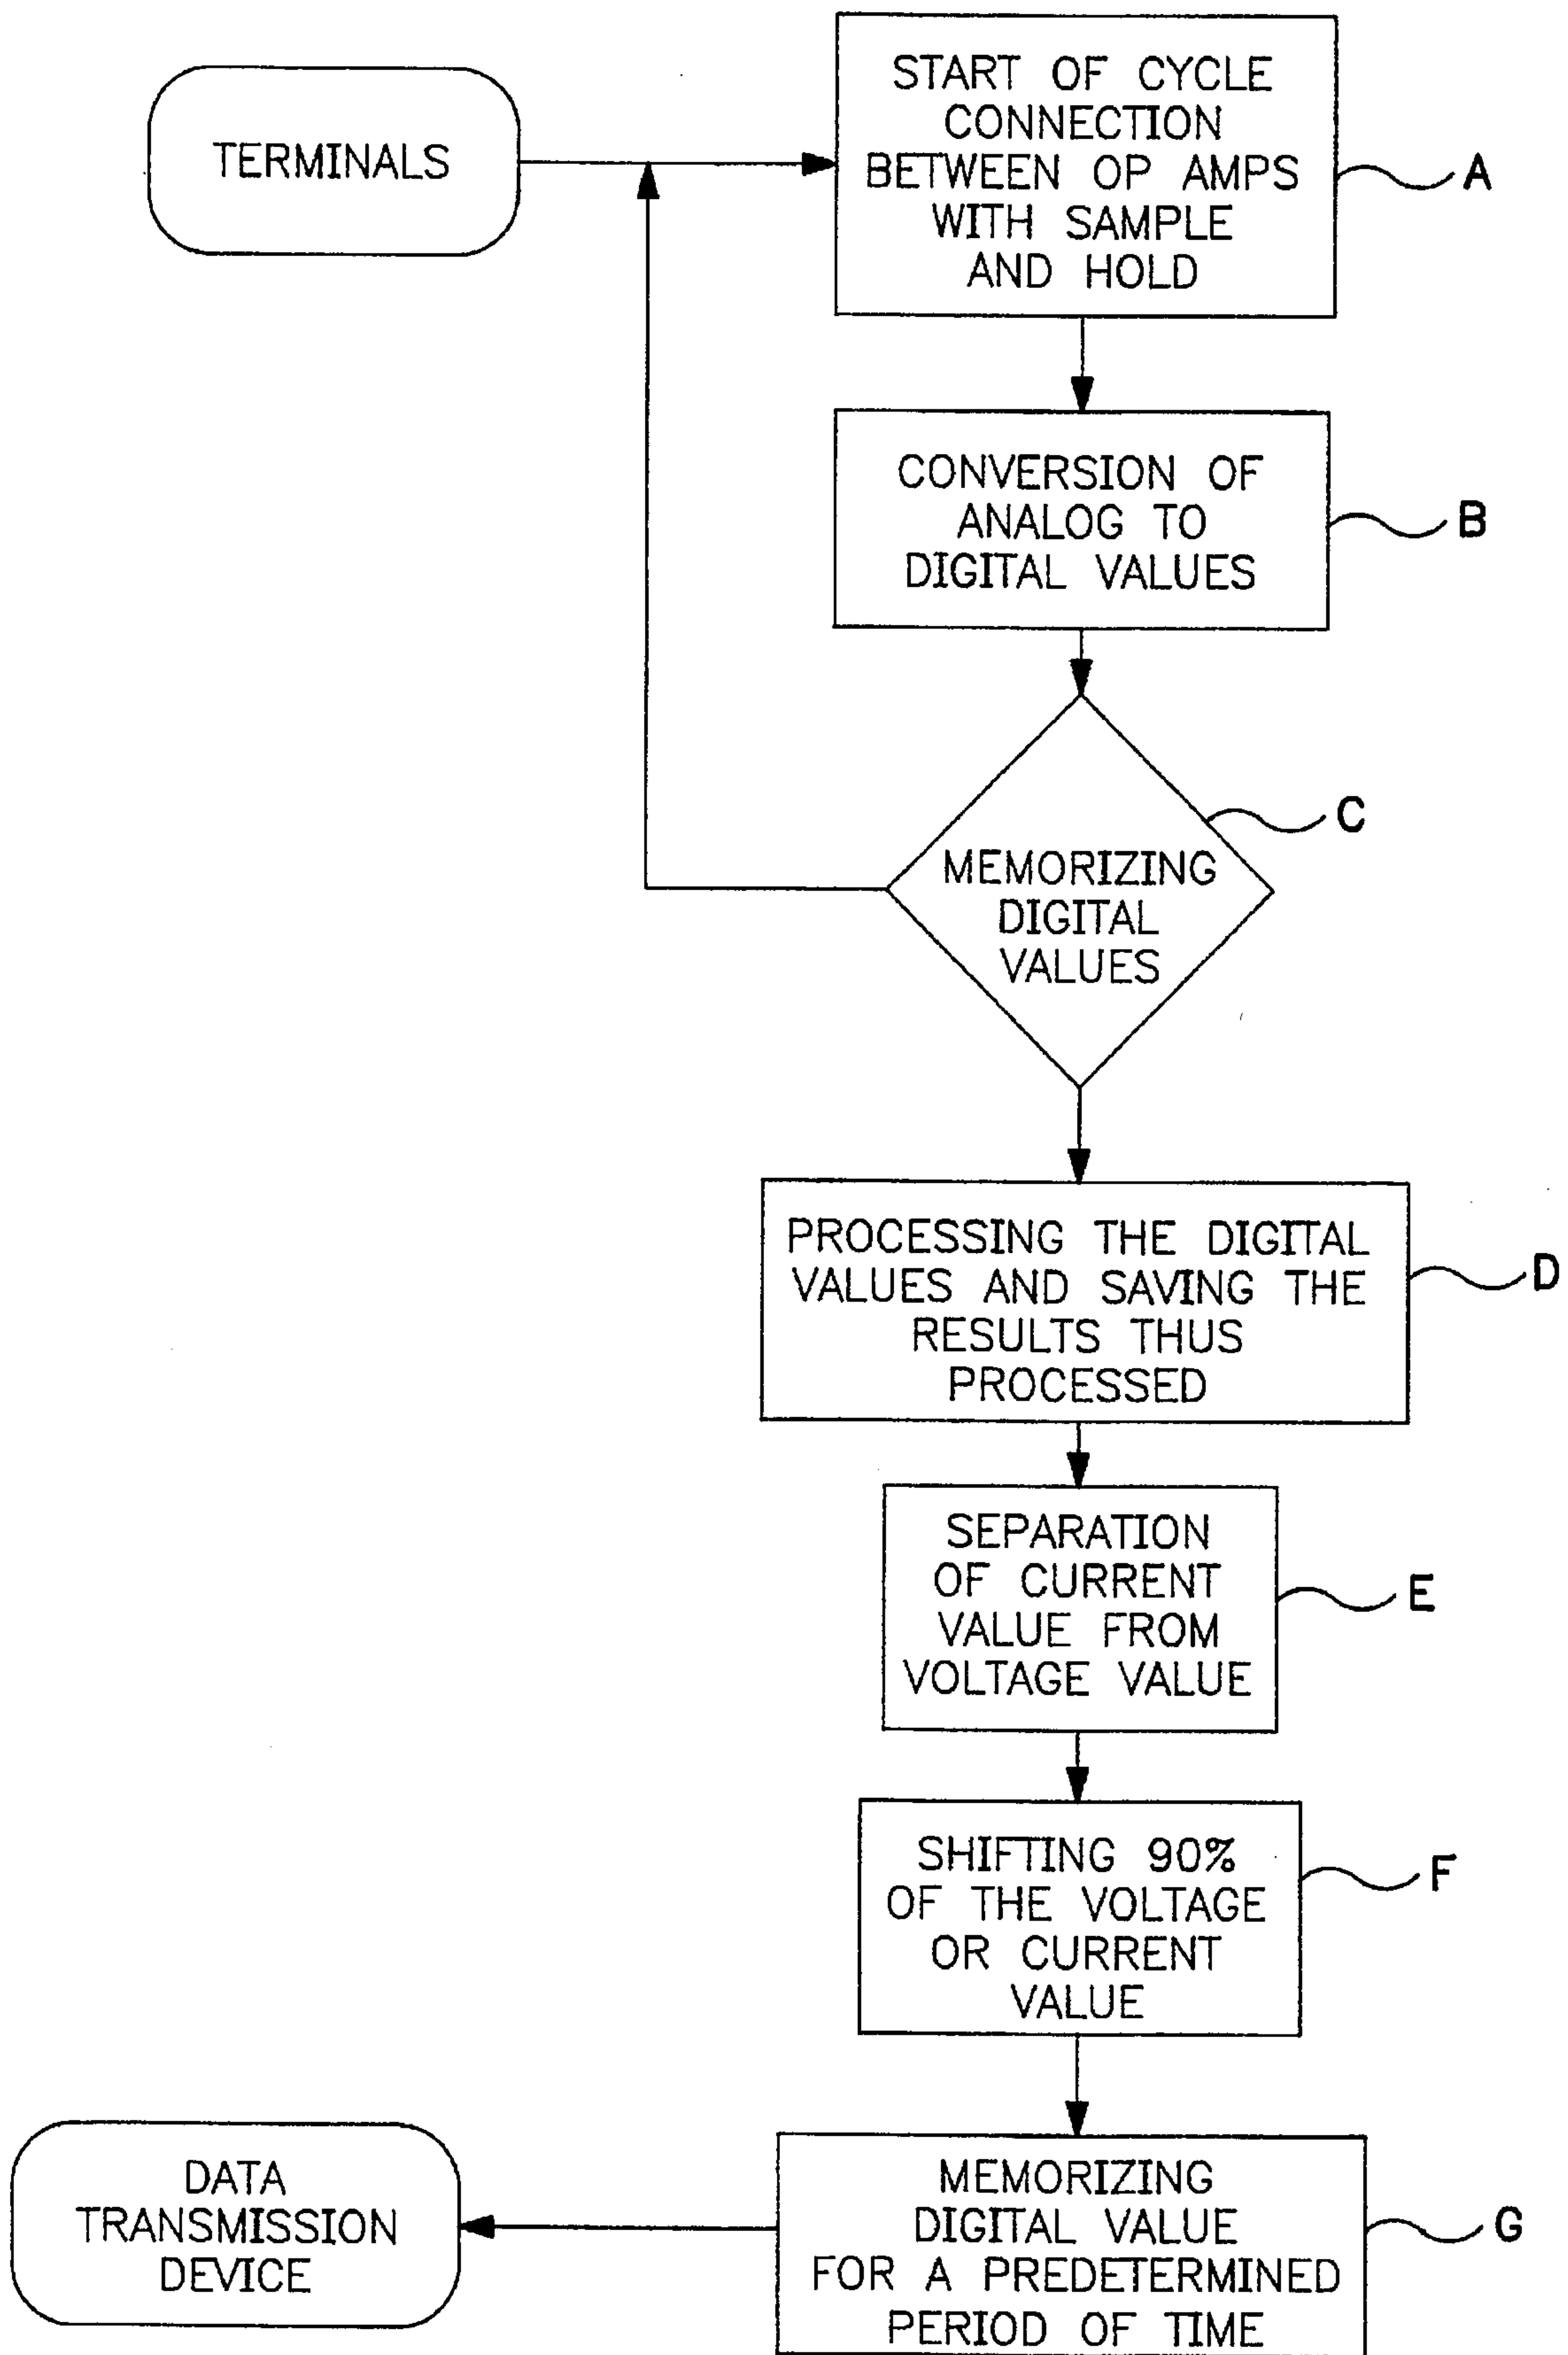 TERMINALS
START OF CYCLE
CONNECTION
BETWEEN OP AMPS
WITH SAMPLE
AND HOLD
A
CONVERSION OF
ANALOG TO
DIGITAL VALUES
B
C
MEMORIZING
DIGITAL
VALUES
PROCESSING THE DIGITAL
VALUES AND SAVING THE
RESULTS THUS
PROCESSED
D
SEPARATION
OF CURRENT
VALUE FROM
VOLTAGE VALUE
E
SHIFTING 90%
OF THE VOLTAGE
OR CURRENT
VALUE
F
MEMORIZING
DIGITAL VALUE
FOR A PREDETERMINED
PERIOD OF TIME
G
DATA
TRANSMISSION
DEVICE